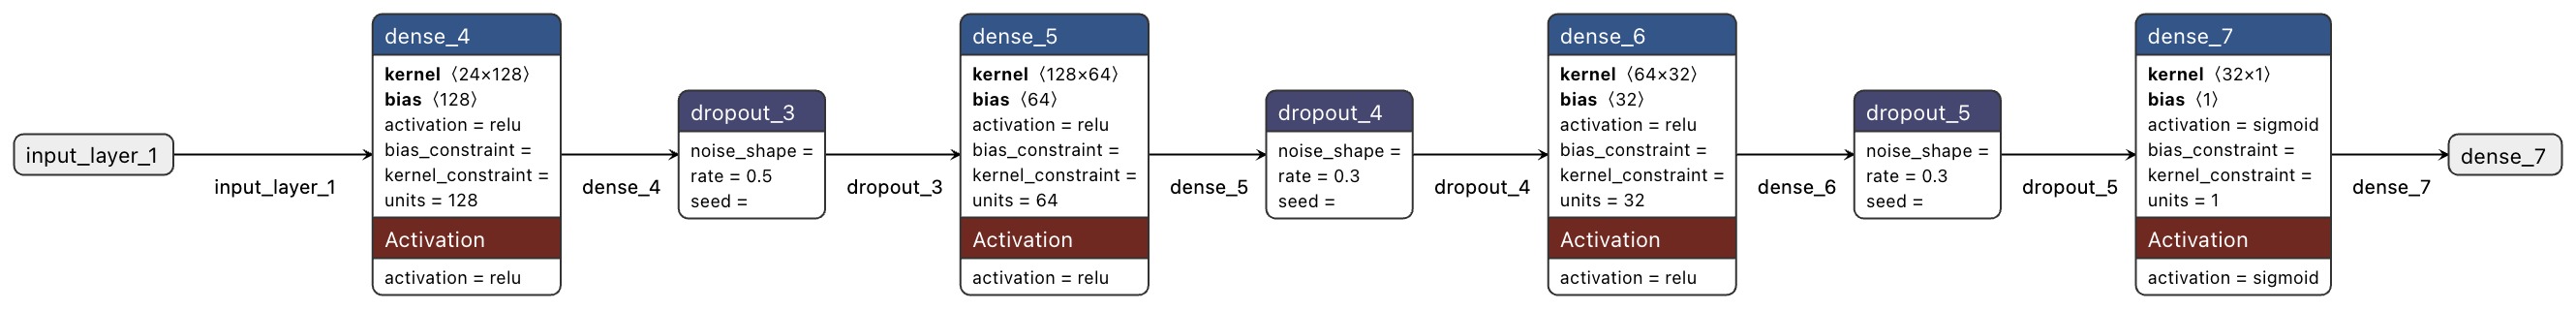 input_layer_1
input_layer_1
dense_4
kernel 〈24×128〉
bias 〈128〉
activation = relu
bias_constraint =
kernel_constraint =
units = 128
Activation
activation = relu
dense_4
dropout_3
noise_shape =
rate = 0.5
seed =
dropout_3
dense_5
kernel 〈128×64〉
bias 〈64〉
activation = relu
bias_constraint =
kernel_constraint =
units = 64
Activation
activation = relu
dense_5
dropout_4
noise_shape =
rate = 0.3
seed =
dropout_4
dense_6
kernel 〈64×32〉
bias 〈32〉
activation = relu
bias_constraint =
kernel_constraint =
units = 32
Activation
activation = relu
dense_6
dropout_5
noise_shape =
rate = 0.3
seed =
dropout_5
dense_7
kernel 〈32×1〉
bias 〈1〉
activation = sigmoid
bias_constraint =
kernel_constraint =
units = 1
Activation
activation = sigmoid
dense_7
dense_7